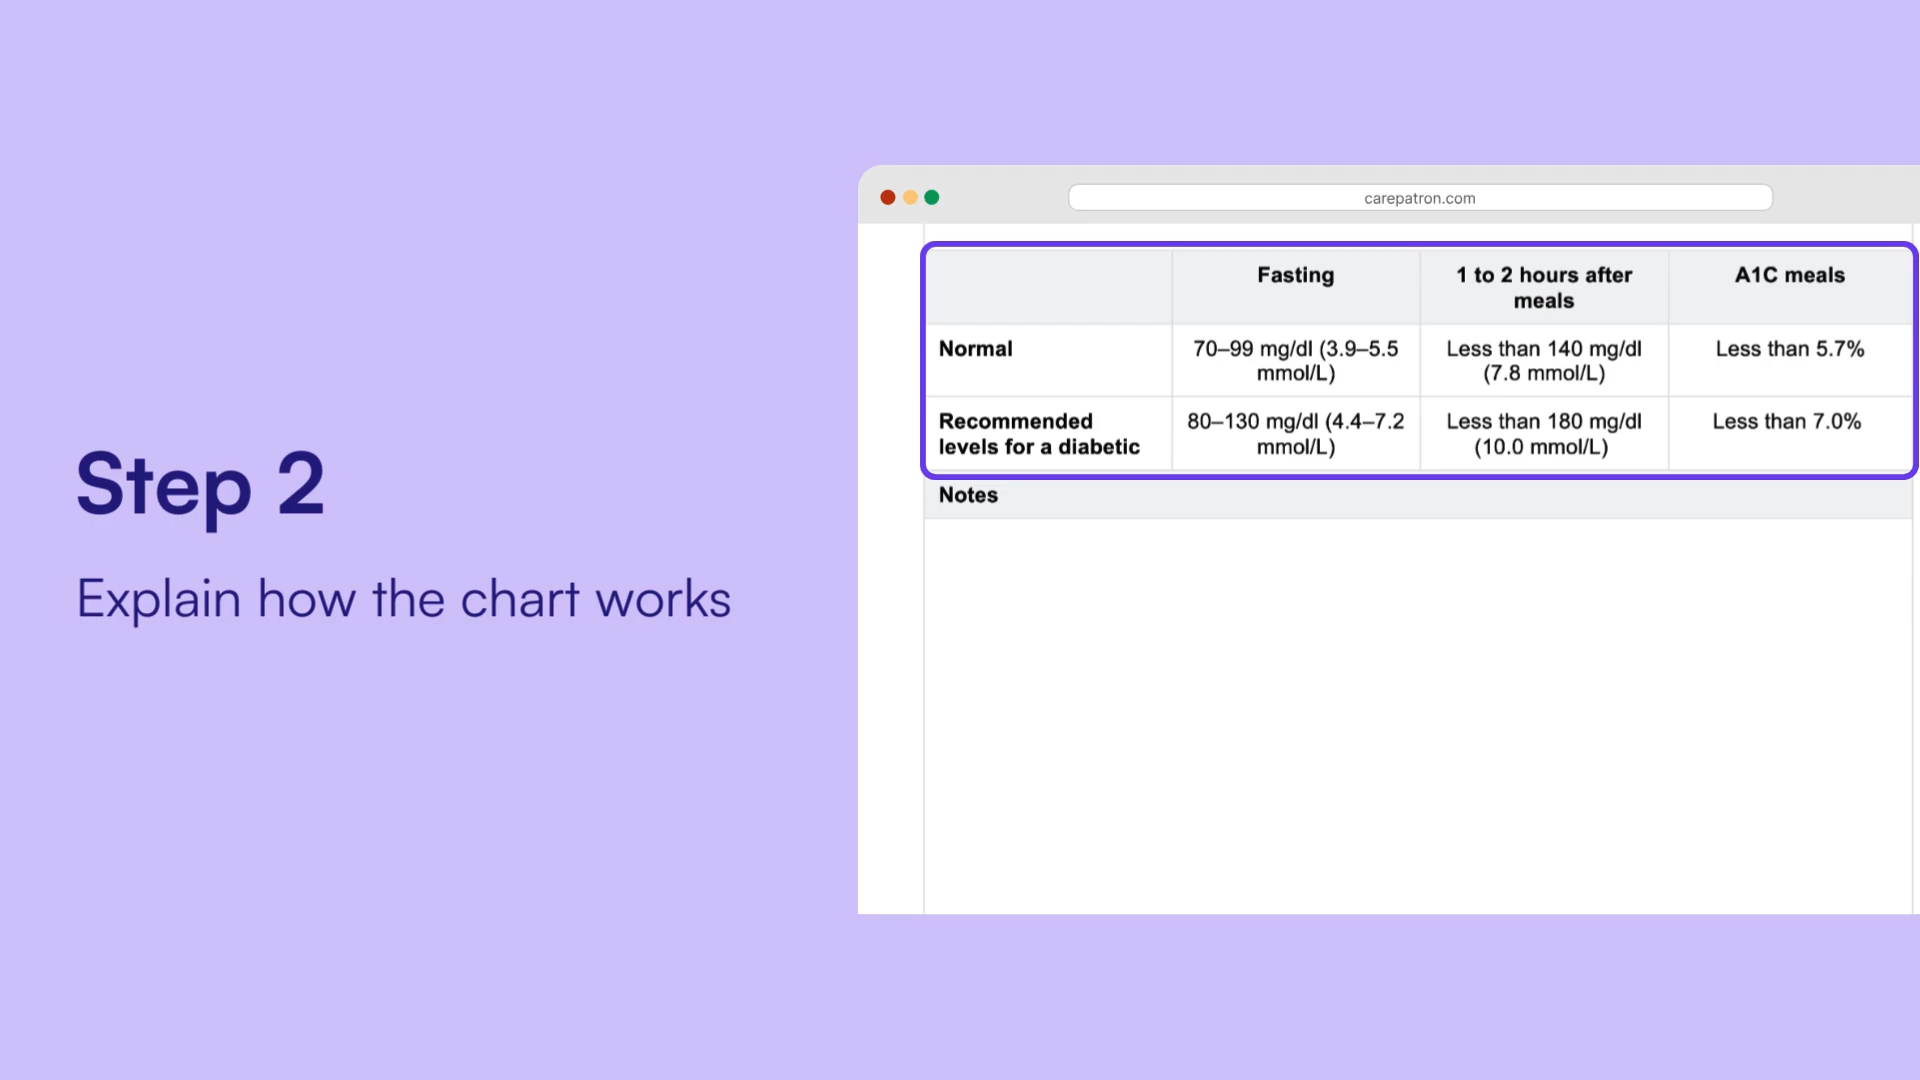 Step 2
Explain how the chart works
carepatron.com
Fasting
1 to 2 hours after
meals
A1C meals
Normal
70–99 mg/dl (3.9–5.5
mmol/L)
Less than 140 mg/dl
(7.8 mmol/L)
Less than 5.7%
Recommended
levels for a diabetic
80–130 mg/dl (4.4–7.2
mmol/L)
Less than 180 mg/dl
(10.0 mmol/L)
Less than 7.0%
Notes